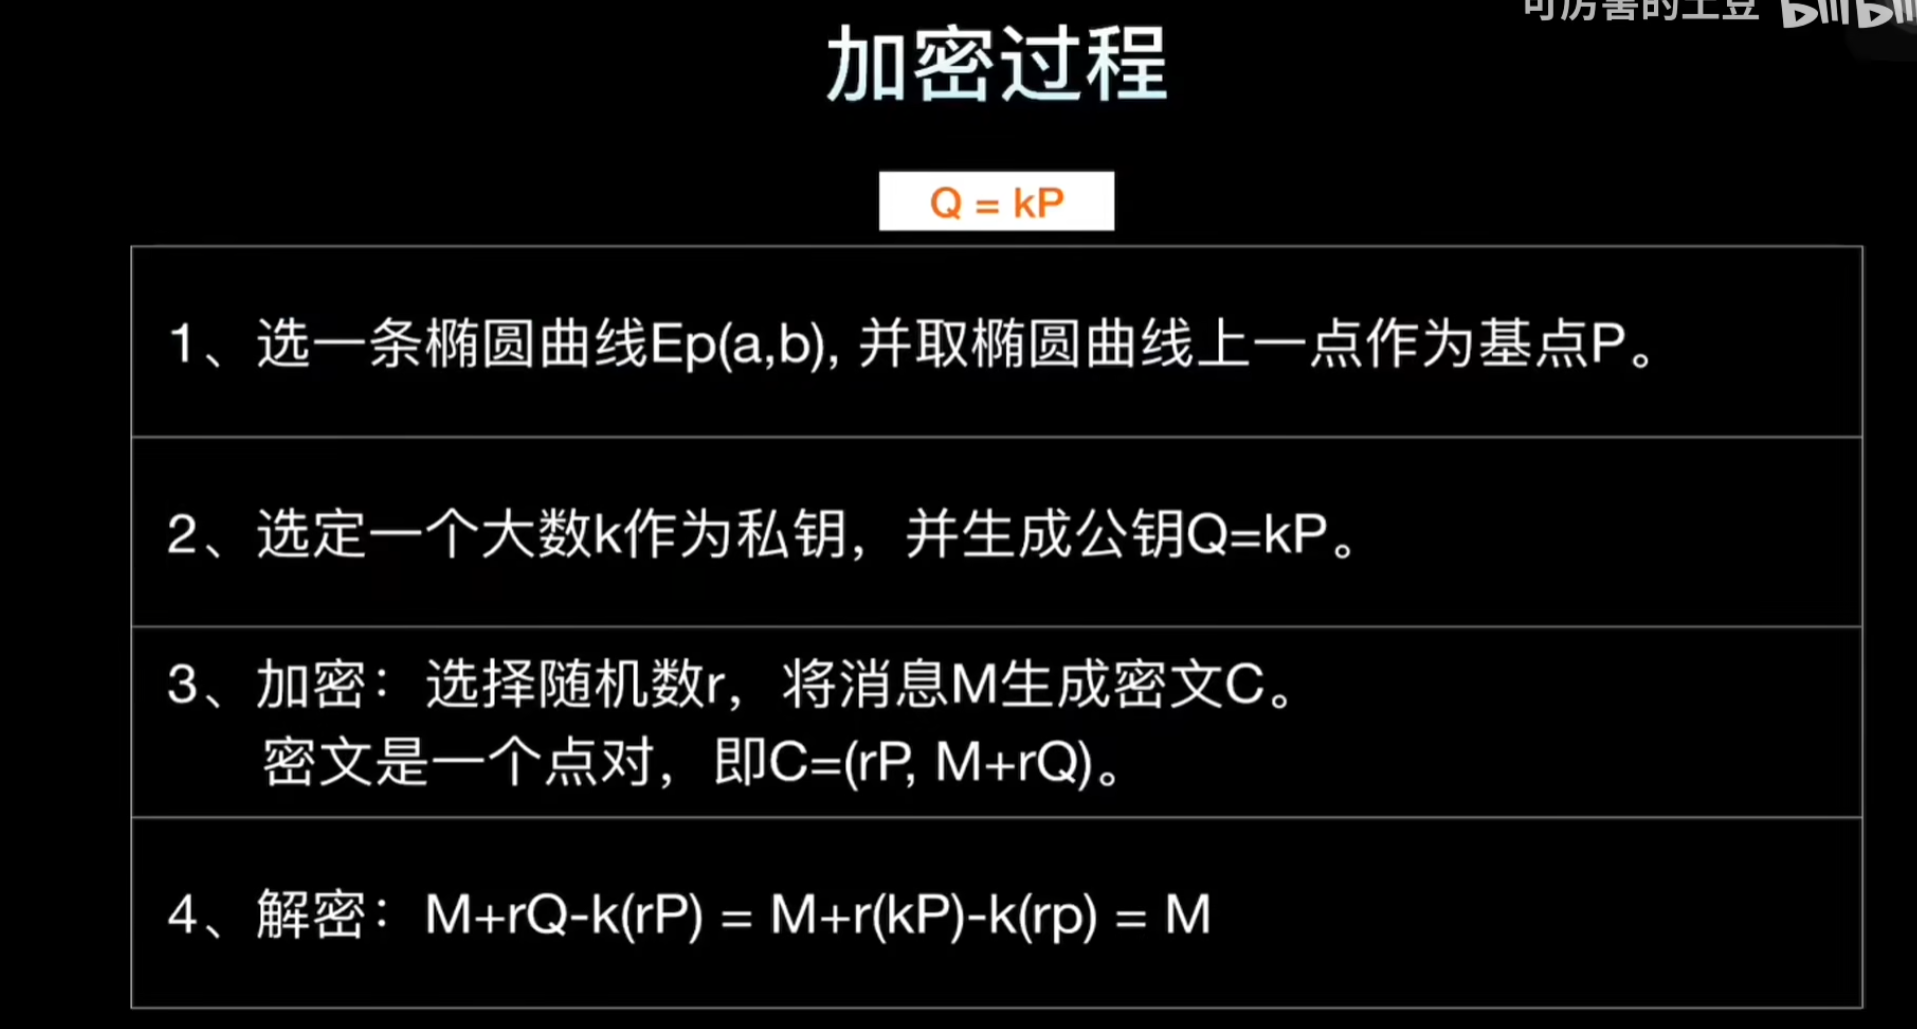 可厉害的土豆 bilibili
加密过程
Q = kP
1、选一条椭圆曲线Ep(a,b), 并取椭圆曲线上一点作为基点P。
2、选定一个大数k作为私钥，并生成公钥Q=kP。
3、加密：选择随机数r，将消息M生成密文C。
密文是一个点对，即C=(rP, M+rQ)。
4、解密：M+rQ-k(rP) = M+r(kP)-k(rp) = M